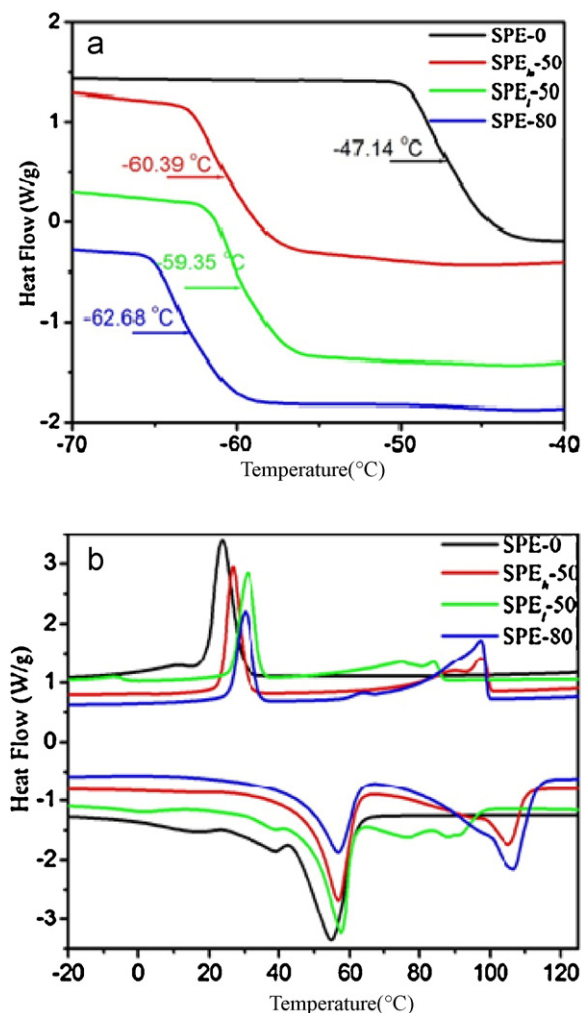 a
SPE-0
SPEh-50
SPEl-50
SPE-80
2
1
0
-1
-2
Heat Flow (W/g)
-47.14 °C
-60.39 °C
-59.35 °C
-62.68 °C
-70 -60 -50 -40
Temperature(°C)
b
SPE-0
SPEh-50
SPEl-50
SPE-80
3
2
1
0
-1
-2
-3
Heat Flow (W/g)
-20 0 20 40 60 80 100 120
Temperature(°C)